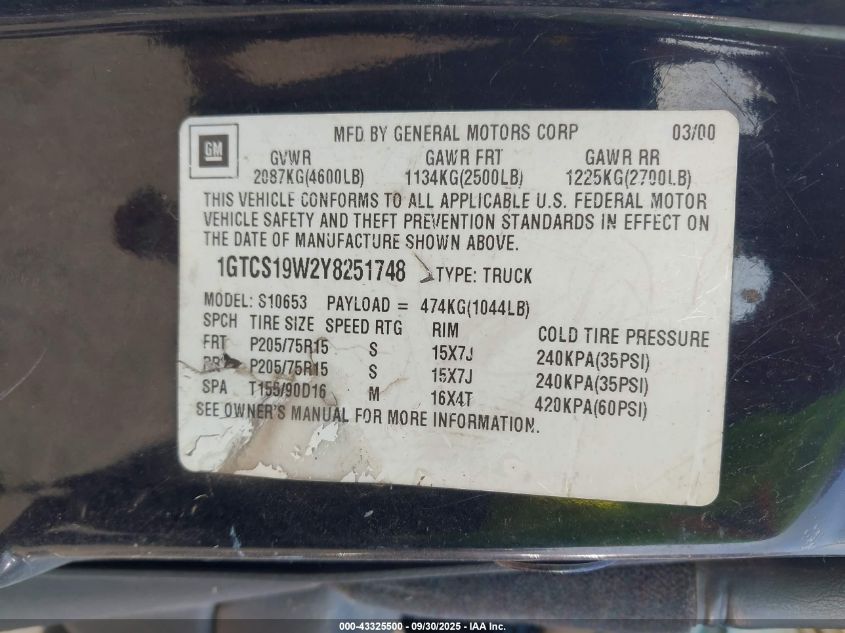 GM
MFD BY GENERAL MOTORS CORP 03/00
GVWR GAWR FRT GAWR RR
2087KG(4600LB) 1134KG(2500LB) 1225KG(2700LB)
THIS VEHICLE CONFORMS TO ALL APPLICABLE U.S. FEDERAL MOTOR
VEHICLE SAFETY AND THEFT PREVENTION STANDARDS IN EFFECT ON
THE DATE OF MANUFACTURE SHOWN ABOVE.
1GTCS19W2Y8251748 TYPE: TRUCK
MODEL: S10653 PAYLOAD = 474KG(1044LB)
SPCH TIRE SIZE SPEED RTG RIM COLD TIRE PRESSURE
FRT P205/75R15 S 15X7J 240KPA(35PSI)
P205/75R15 S 15X7J 240KPA(35PSI)
SPA T155/90D16 M 16X4T 420KPA(60PSI)
SEE OWNER'S MANUAL FOR MORE INFORMATION.
000-43325500 - 09/30/2025 - IAA Inc.